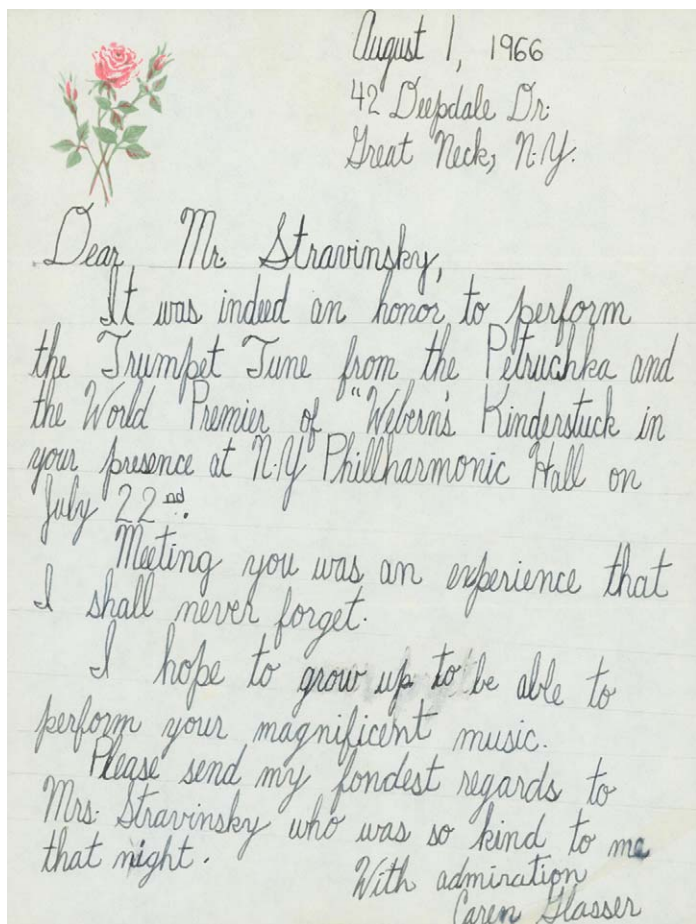 August 1, 1966
42 Deepdale Dr.
Great Neck, N.Y.
Dear Mr. Stravinsky,
It was indeed an honor to perform
the Trumpet Tune from the Petruchka and
the World Premier of "Webern's Kinderstuck in
your presence at N.Y Phillharmonic Hall on
July 22nd.
Meeting you was an experience that
I shall never forget.
I hope to grow up to be able to
perform your magnificent music.
Please send my fondest regards to
Mrs. Stravinsky who was so kind to me
that night.
With admiration
Caren Glasser